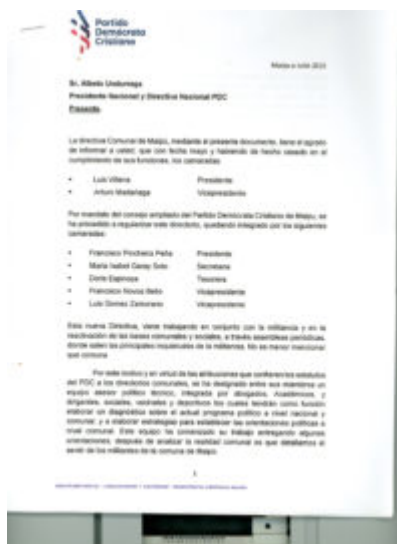 Partido
Demócrata
Cristiano
Maipú a Julio
Sr. Alberto Undurraga
Presidente Nacional y Directiva Nacional PDC
Presente.
La directiva Comunal de Maipú, mediante el presente documento, tiene el agrado
de informar a usted, que con fecha mayo y habiendo de hecho cesado en el
cumplimiento de sus funciones, los camaradas:
• Luis Villena Presidente
• Arturo Madariaga Vicepresidente
Por mandato del consejo ampliado del Partido Demócrata Cristiano de Maipú, se
ha procedido a regularizar este directorio, quedando integrado por los siguientes
camaradas:
• Francisco Pincheira Peña Presidente
• María Isabel Garay Soto Secretaria
• Doris Espinoza Tesorera
• Francisco Novoa Bello Vicepresidente
• Luis Gómez Zamorano Vicepresidente
Esta nueva Directiva, viene trabajando en conjunto con la militancia y en la
reactivación de las bases comunales y sociales, a través asambleas periódicas,
donde salen las principales inquietudes de la militancia. No es menor mencionar
que comuna
Por este motivo y en virtud de las atribuciones que confieren los estatutos
del PDC a los directorios comunales, se ha designado entre sus miembros un
equipo asesor político técnico, integrada por abogados, Académicos, y
dirigentes, sociales, vecinales y deportivos los cuales tendrán como función
elaborar un diagnóstico sobre el actual programa político a nivel nacional y
comunal, y a elaborar estrategias para establecer las orientaciones políticas a
nivel comunal. Este equipo ha comenzado su trabajo entregando algunas
orientaciones, después de analizar la realidad comunal es que detallamos el
sentir de los militantes de la comuna de Maipú.
1